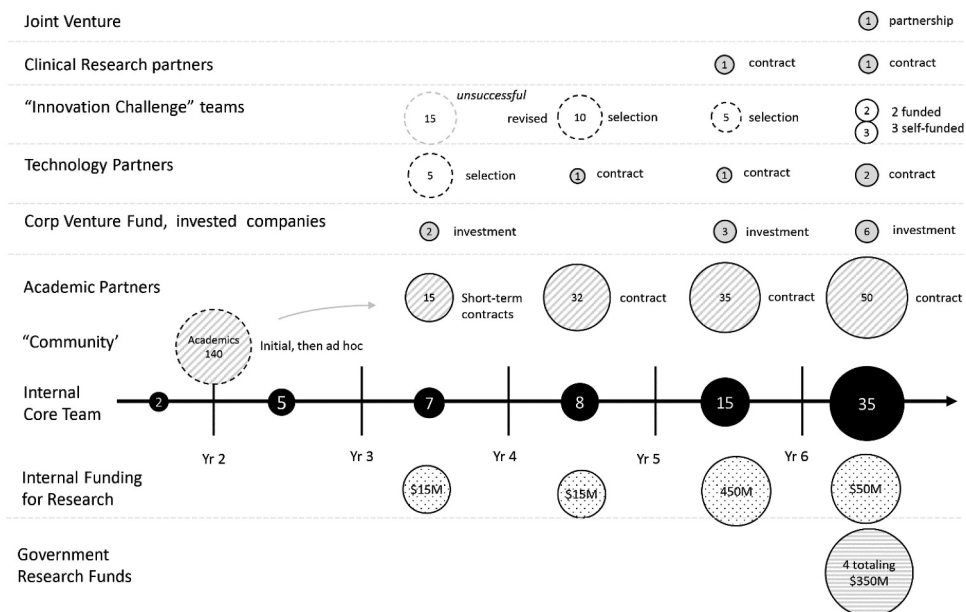 Joint Venture
1 partnership
Clinical Research partners
1 contract
1 contract
"Innovation Challenge" teams
unsuccessful
15
revised 10 selection
5 selection
2 2 funded
3 3 self-funded
Technology Partners
5 selection
1 contract
1 contract
2 contract
Corp Venture Fund, invested companies
2 investment
3 investment
6 investment
Academic Partners
15 Short-term
contracts
32 contract
35 contract
50 contract
"Community'
Academics
140
Initial, then ad hoc
Internal
Core Team
2
5
7
8
15
35
Yr 2
Yr 3
Yr 4
Yr 5
Yr 6
Internal Funding
for Research
$15M
$15M
450M
$50M
Government
Research Funds
4 totaling
$350M